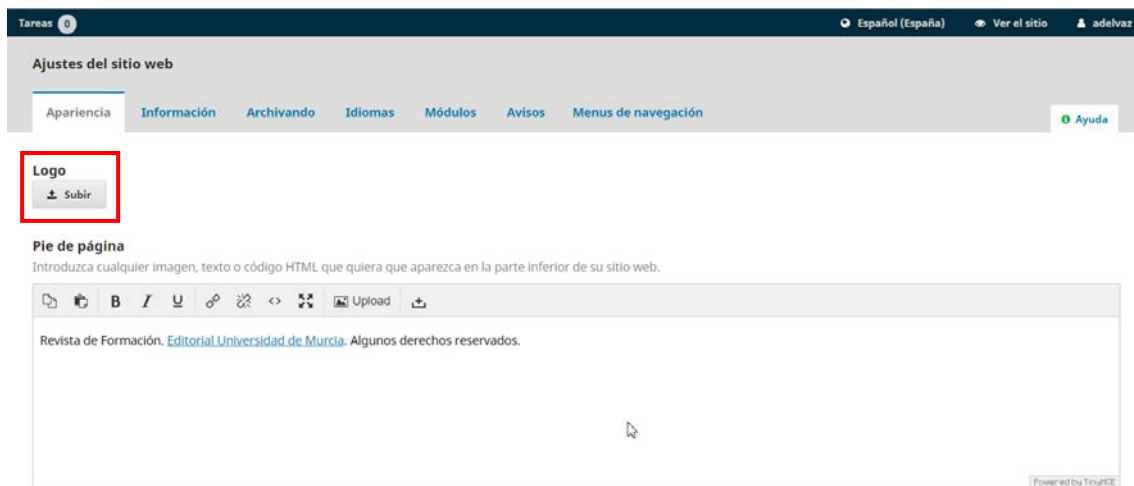 Tareas 0 Español (España) Ver el sitio adelvaz
Ajustes del sitio web
Apariencia Información Archivando Idiomas Módulos Avisos Menus de navegación Ayuda
Logo
Subir
Pie de página
Introduzca cualquier imagen, texto o código HTML que quiera que aparezca en la parte inferior de su sitio web.
B I U Upload
Revista de Formación. Editorial Universidad de Murcia. Algunos derechos reservados.
Powered by TinyMCE